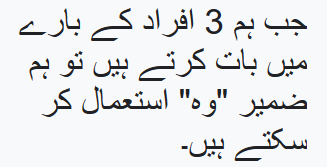 جب ہم 3 افراد کے بارے
میں بات کرتے ہیں تو ہم
ضمیر "وہ" استعمال کر
سکتے ہیں۔